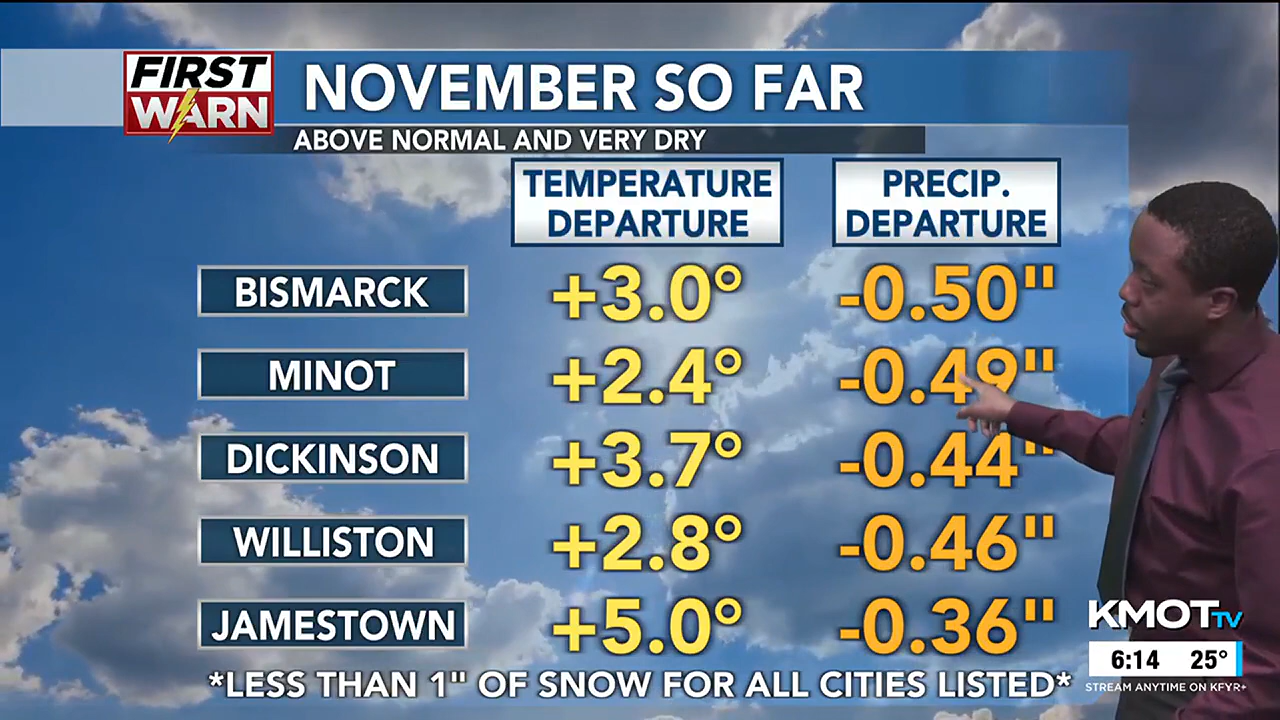 FIRST
WARN
NOVEMBER SO FAR
ABOVE NORMAL AND VERY DRY
TEMPERATURE
DEPARTURE
PRECIP.
DEPARTURE
BISMARCK +3.0° -0.50"
MINOT +2.4° -0.49"
DICKINSON +3.7° -0.44"
WILLISTON +2.8° -0.46"
JAMESTOWN +5.0° -0.36"
*LESS THAN 1" OF SNOW FOR ALL CITIES LISTED*
KMOT TV
6:14 25°
STREAM ANYTIME ON KFYR+